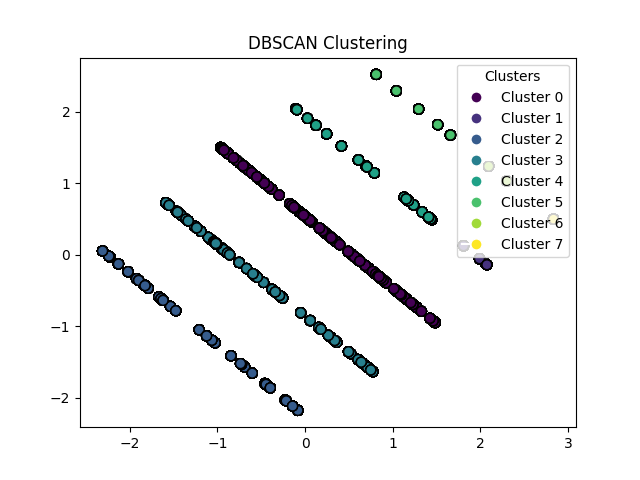 DBSCAN Clustering
Clusters
Cluster 0
Cluster 1
Cluster 2
Cluster 3
Cluster 4
Cluster 5
Cluster 6
Cluster 7
2
1
0
−1
−2
−2
−1
0
1
2
3